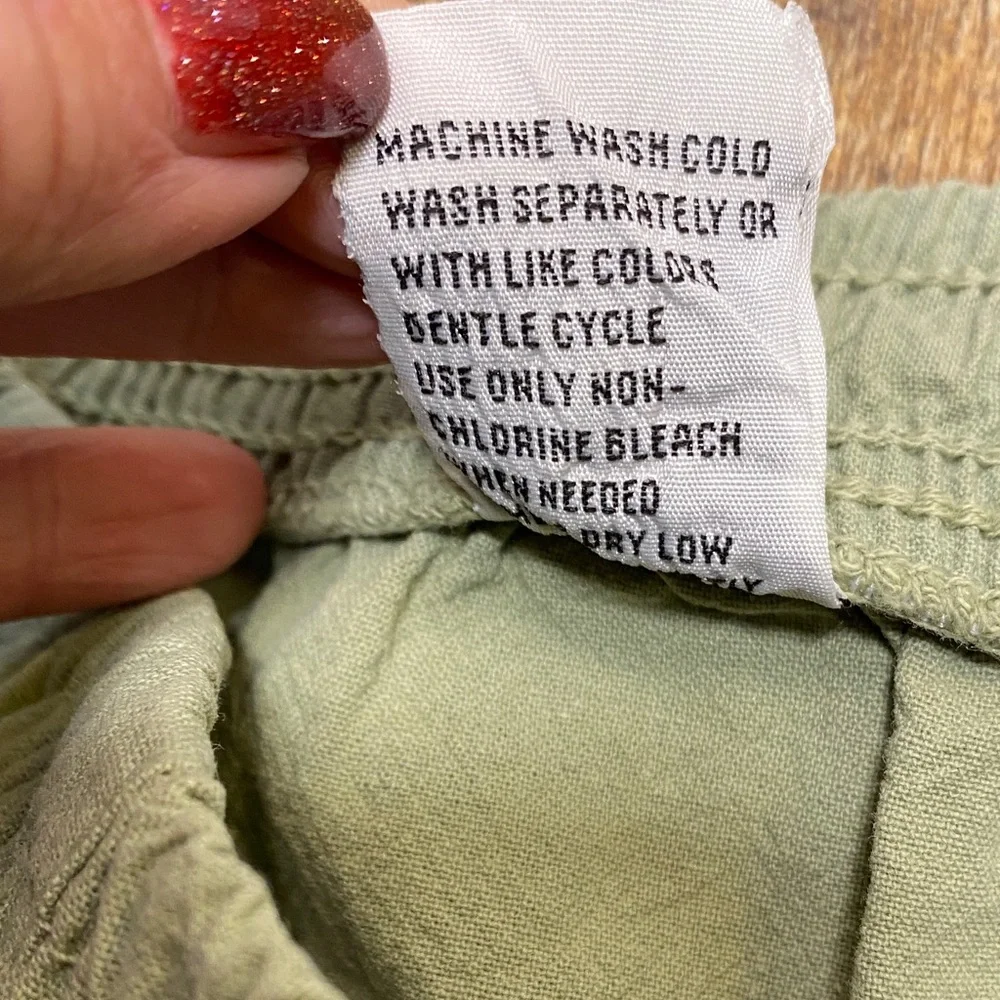 MACHINE WASH COLD
WASH SEPARATELY OR
WITH LIKE COLORS
GENTLE CYCLE
USE ONLY NON-
CHLORINE BLEACH
WHEN NEEDED
DRY LOW